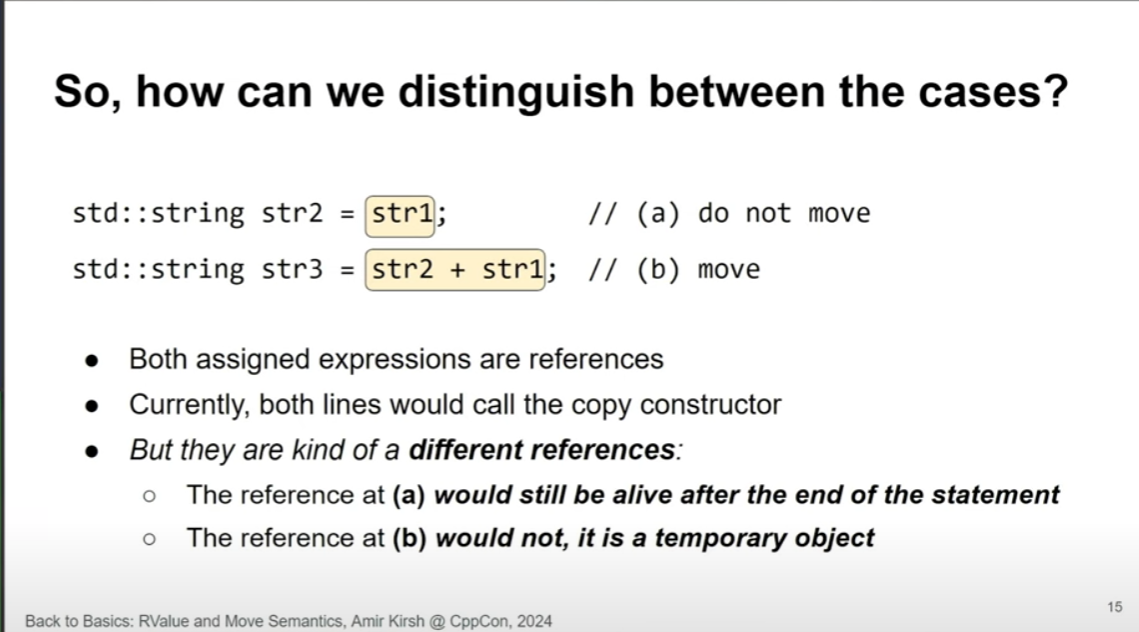 So, how can we distinguish between the cases?
std::string str2 = str1; // (a) do not move
std::string str3 = str2 + str1; // (b) move
● Both assigned expressions are references
● Currently, both lines would call the copy constructor
● But they are kind of a different references:
○ The reference at (a) would still be alive after the end of the statement
○ The reference at (b) would not, it is a temporary object
15
Back to Basics: RValue and Move Semantics, Amir Kirsh @ CppCon, 2024